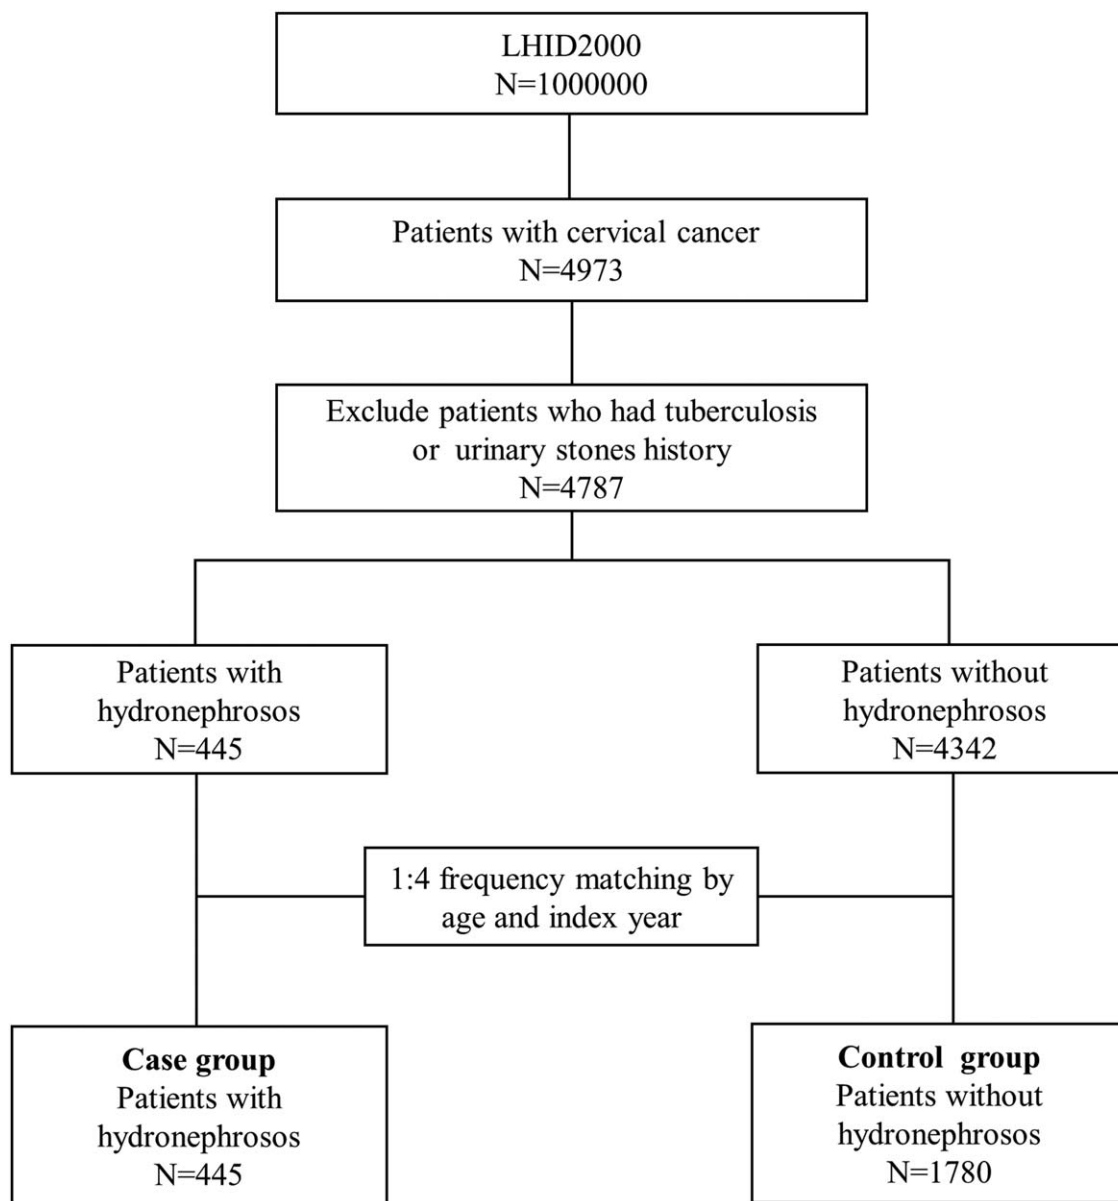 LHID2000
N=1000000
Patients with cervical cancer
N=4973
Exclude patients who had tuberculosis
or urinary stones history
N=4787
Patients with
hydronephrosos
N=445
Patients without
hydronephrosos
N=4342
1:4 frequency matching by
age and index year
Case group
Patients with
hydronephrosos
N=445
Control group
Patients without
hydronephrosos
N=1780